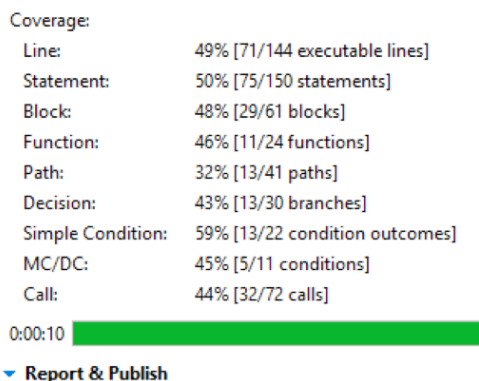 Coverage:
Line: 49% [71/144 executable lines]
Statement: 50% [75/150 statements]
Block: 48% [29/61 blocks]
Function: 46% [11/24 functions]
Path: 32% [13/41 paths]
Decision: 43% [13/30 branches]
Simple Condition: 59% [13/22 condition outcomes]
MC/DC: 45% [5/11 conditions]
Call: 44% [32/72 calls]
0:00:10
Report & Publish